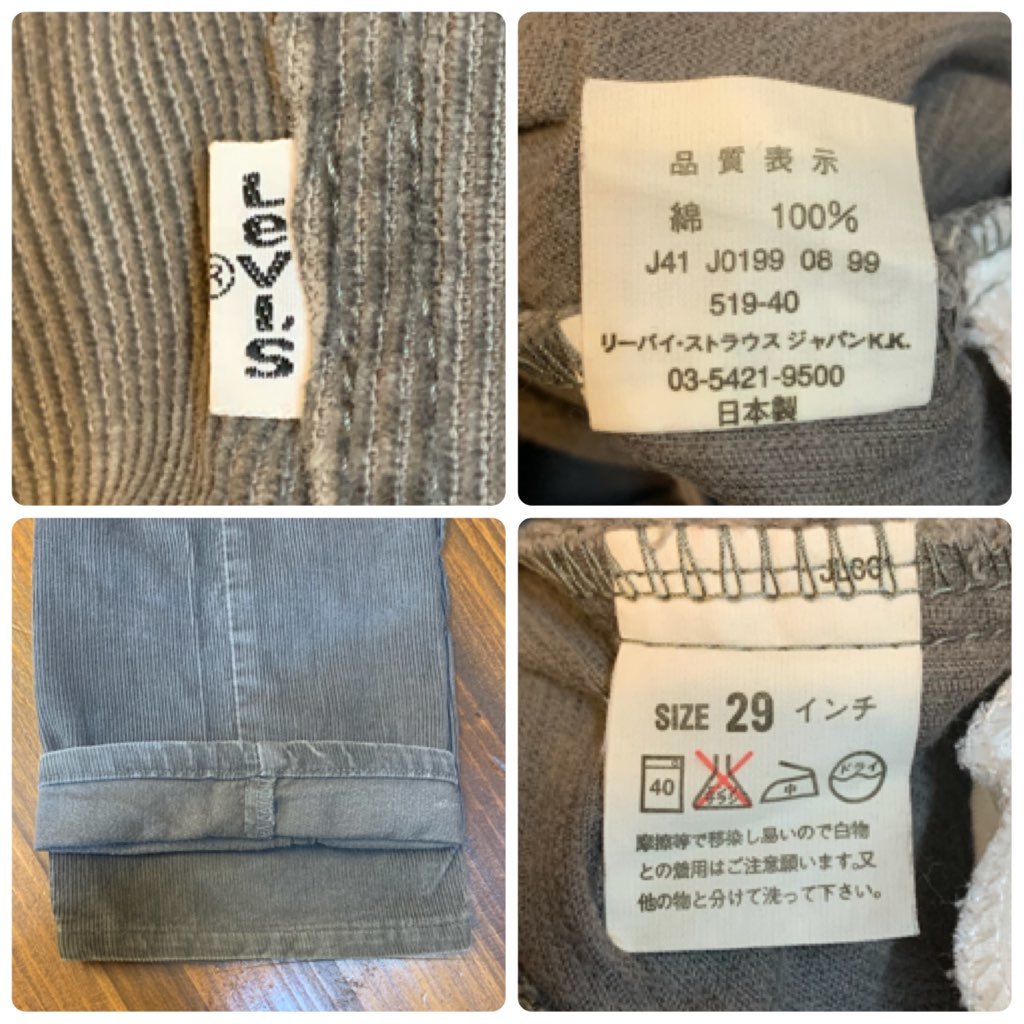 Levi's
®
品質表示
綿 100%
J41 J0199 08 99
519-40
リーバイ・ストラウス ジャパンK.K.
03-5421-9500
日本製
SIZE 29 インチ
40 エンソ 中 ドライ
摩擦等で移染し易いので白物
との着用はご注意願います。又
他の物と分けて洗って下さい。